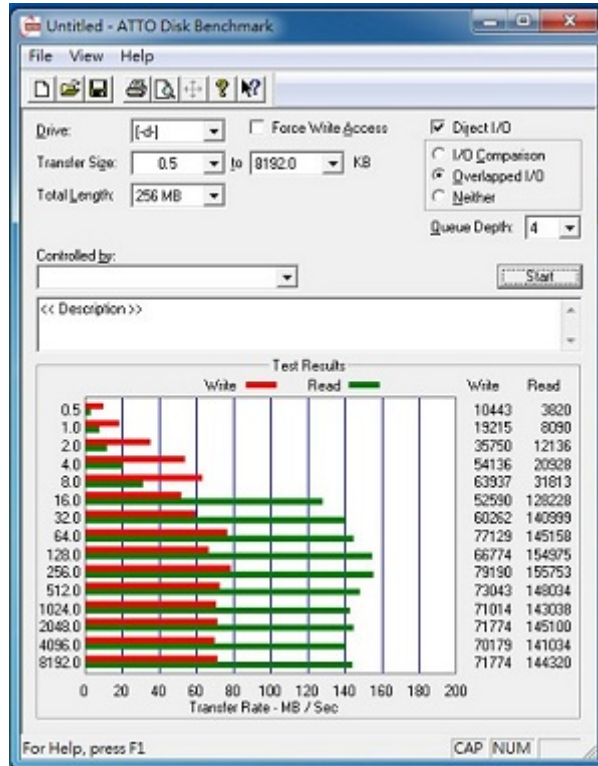 Untitled - ATTO Disk Benchmark
File View Help
Drive: [-d-] Force Write Access Direct I/O
Transfer Size: 0.5 to 8192.0 KB I/O Comparison
Overlapped I/O
Total Length: 256 MB Neither
Queue Depth: 4
Controlled by:
Start
<< Description >>
Test Results
Write Read Write Read
0.5 10443 3820
1.0 19215 8090
2.0 35750 12136
4.0 54136 20928
8.0 63937 31813
16.0 52590 128228
32.0 60262 140999
64.0 77129 145158
128.0 66774 154975
256.0 79190 155753
512.0 73043 148034
1024.0 71014 143038
2048.0 71774 145100
4096.0 70179 141034
8192.0 71774 144320
0 20 40 60 80 100 120 140 160 180 200
Transfer Rate - MB / Sec
For Help, press F1 CAP NUM